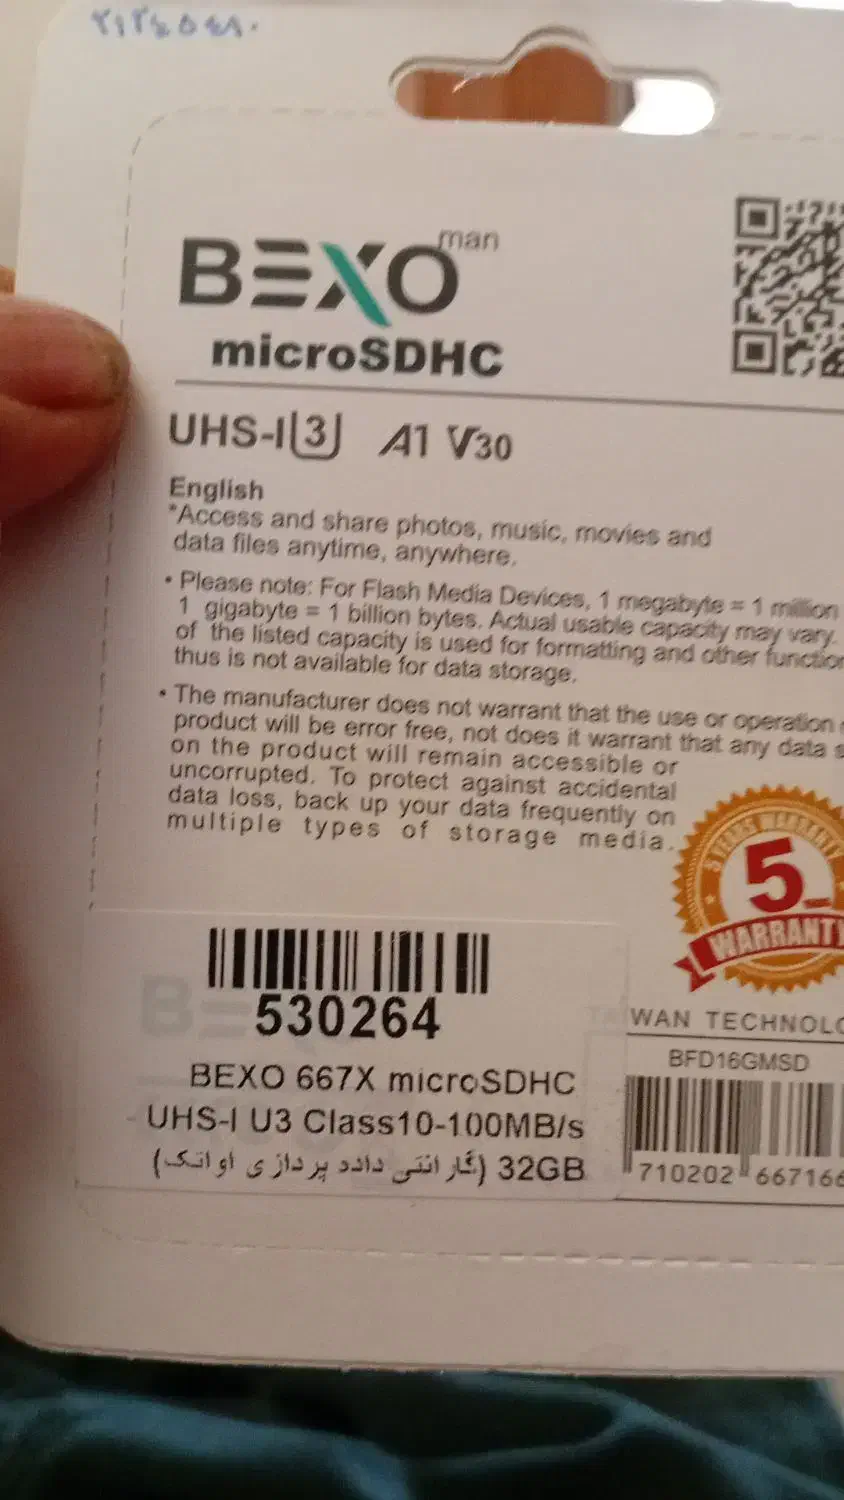 BEXO man
microSDHC
UHS-I 3 A1 V30
English
*Access and share photos, music, movies and
data files anytime, anywhere.
• Please note: For Flash Media Devices, 1 megabyte = 1 million
1 gigabyte = 1 billion bytes. Actual usable capacity may vary.
of the listed capacity is used for formatting and other function
thus is not available for data storage.
• The manufacturer does not warrant that the use or operation
product will be error free, not does it warrant that any data s
on the product will remain accessible or
uncorrupted. To protect against accidental
data loss, back up your data frequently on
multiple types of storage media.
5 YEARS WARRANTY
5
WARRANTY
530264
BEXO 667X microSDHC
UHS-I U3 Class10-100MB/s
32GB (گارانتی داده پردازی اواتک)
WAN TECHNOLO
BFD16GMSD
710202 667166